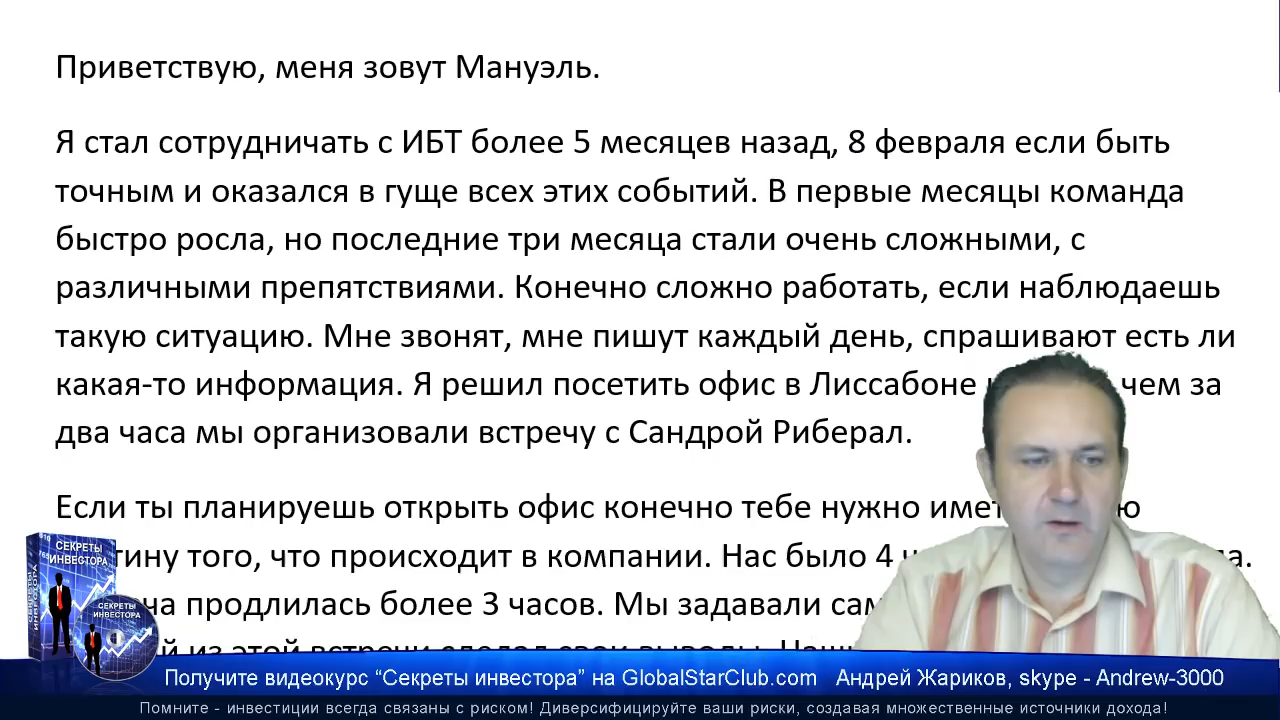 Приветствую, меня зовут Мануэль.
Я стал сотрудничать с ИБТ более 5 месяцев назад, 8 февраля если быть
точным и оказался в гуще всех этих событий. В первые месяцы команда
быстро росла, но последние три месяца стали очень сложными, с
различными препятствиями. Конечно сложно работать, если наблюдаешь
такую ситуацию. Мне звонят, мне пишут каждый день, спрашивают есть ли
какая-то информация. Я решил посетить офис в Лиссабоне чем за
два часа мы организовали встречу с Сандрой Риберал.
Если ты планируешь открыть офис конечно тебе нужно
того, что происходит в компании. Нас было 4
продлилась более 3 часов. Мы задавали
из этой встречи сделал свои выводы.
СЕКРЕТЫ
ИНВЕСТОРА
СЕКРЕТЫ
ИНВЕСТОРА
Получите видеокурс “Секреты инвестора” на GlobalStarClub.com Андрей Жариков, skype - Andrew-3000
Помните - инвестиции всегда связаны с риском! Диверсифицируйте ваши риски, создавая множественные источники дохода!